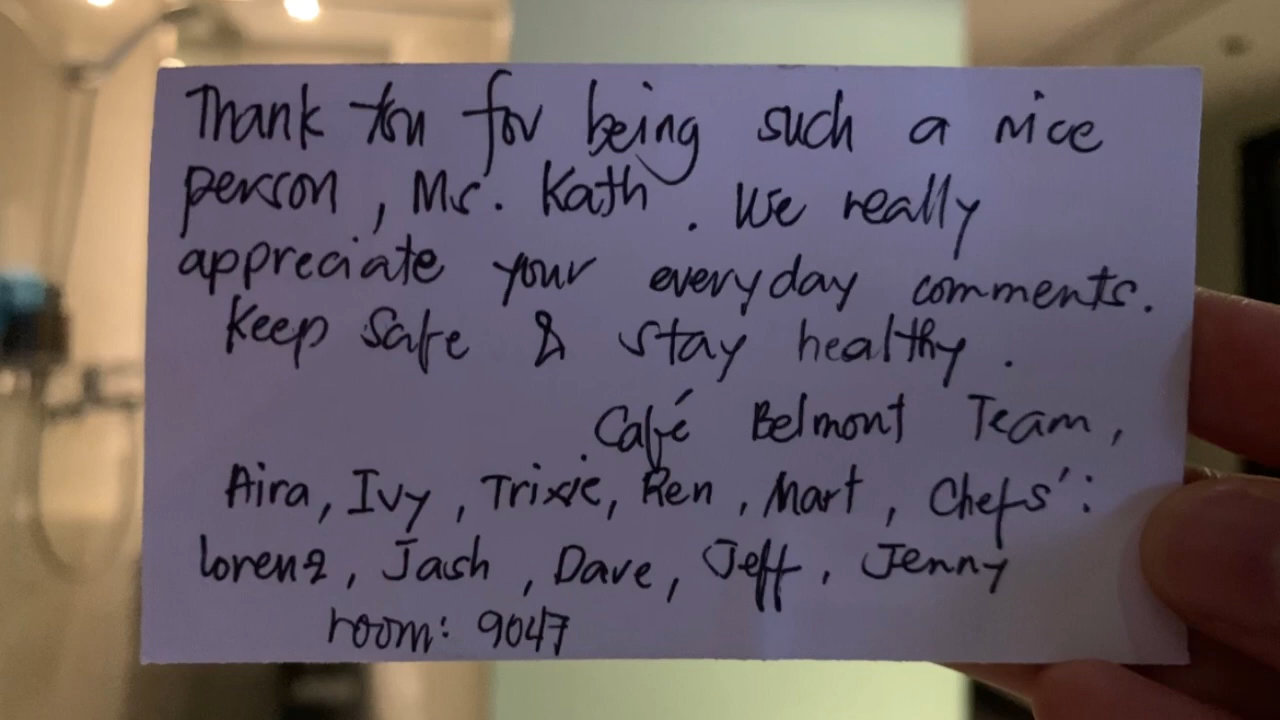 Thank You for being such a nice
person, Ms. Kath. We really
appreciate your everyday comments.
Keep Safe & stay healthy.
Café Belmont Team,
Aira, Ivy, Trixie, Ren, Mart, Chefs':
Lorenz, Jash, Dave, Jeff, Jenny
room: 9047